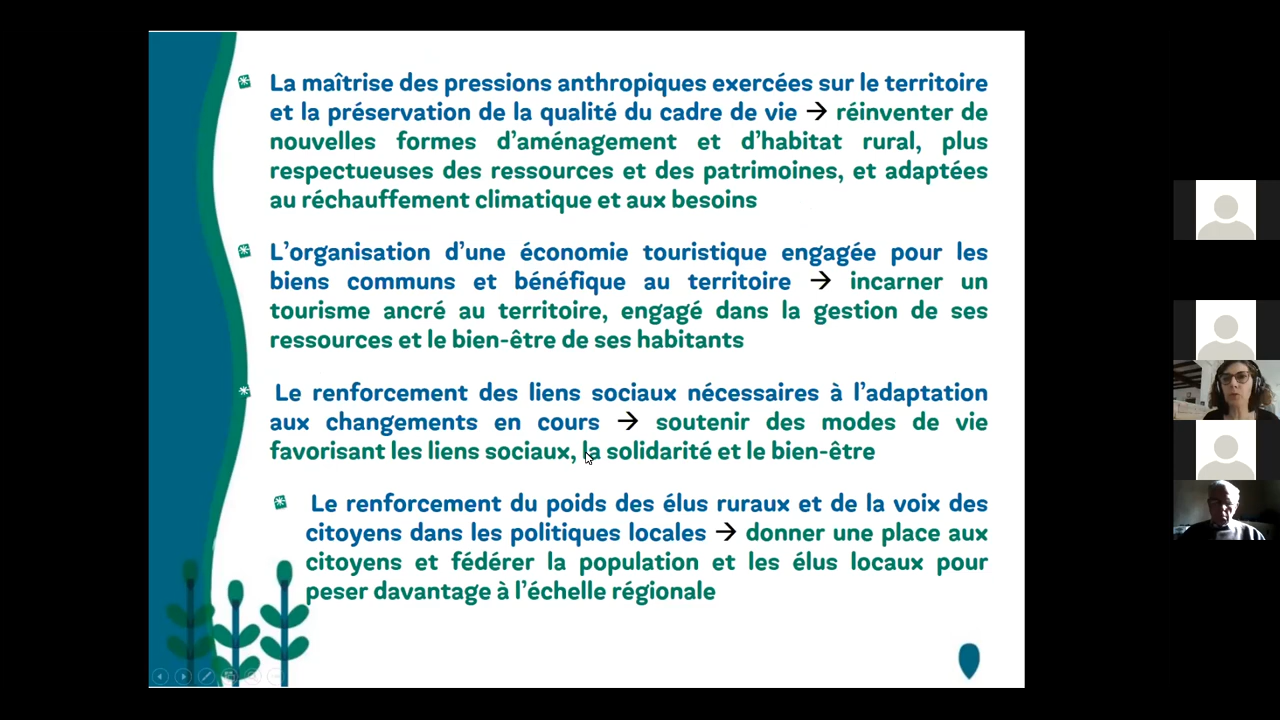 La maîtrise des pressions anthropiques exercées sur le territoire
et la préservation de la qualité du cadre de vie → réinventer de
nouvelles formes d'aménagement et d'habitat rural, plus
respectueuses des ressources et des patrimoines, et adaptées
au réchauffement climatique et aux besoins
L'organisation d'une économie touristique engagée pour les
biens communs et bénéfique au territoire → incarner un
tourisme ancré au territoire, engagé dans la gestion de ses
ressources et le bien-être de ses habitants
Le renforcement des liens sociaux nécessaires à l'adaptation
aux changements en cours → soutenir des modes de vie
favorisant les liens sociaux, la solidarité et le bien-être
Le renforcement du poids des élus ruraux et de la voix des
citoyens dans les politiques locales → donner une place aux
citoyens et fédérer la population et les élus locaux pour
peser davantage à l'échelle régionale